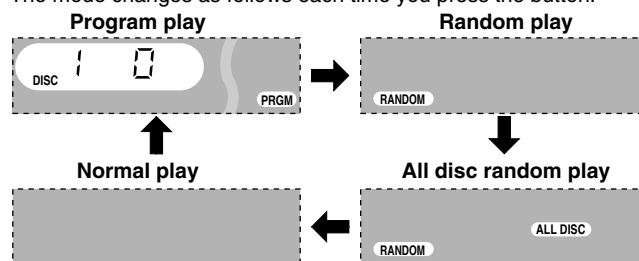 The mode changes as follows each time you press the button.
Program play
Random play
DISC 1 0
PRGM
RANDOM
Normal play
All disc random play
ALL DISC
RANDOM